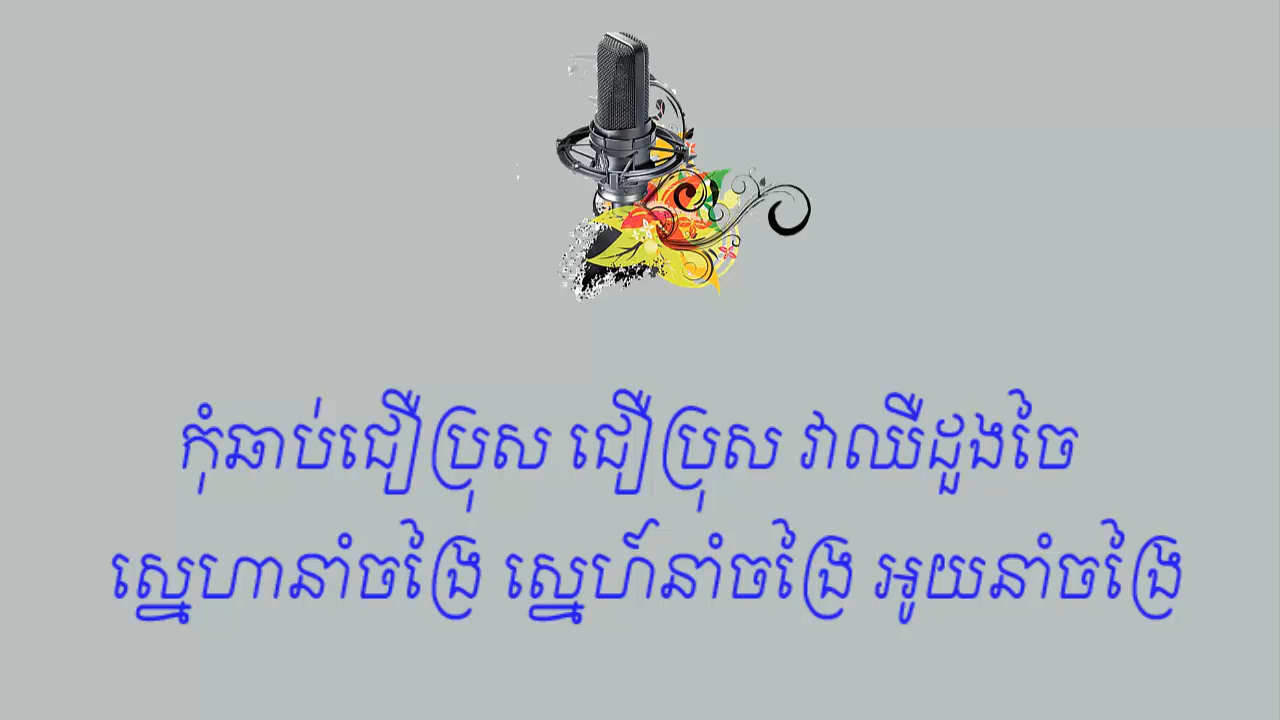 កុំឆាប់ជឿប្រុស ជឿប្រុស វាឈឺដួងចៃ
ស្នេហានាំចង្រៃ ស្នេហ៍នាំចង្រៃ អូយនាំចង្រៃ